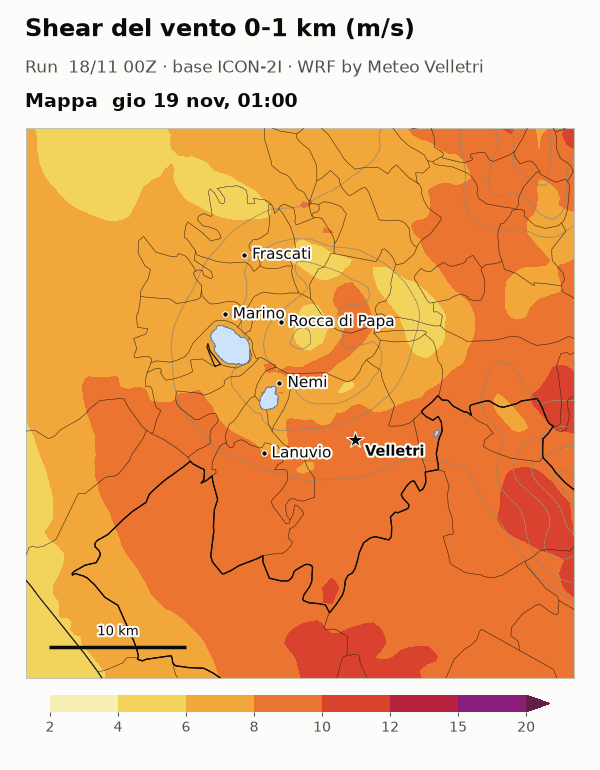 Shear del vento 0-1 km (m/s)
Run  18/11 00Z · base ICON-2I · WRF by Meteo Velletri
Mappa  gio 19 nov, 01:00
Frascati
Marino
Rocca di Papa
Nemi
Velletri
Lanuvio
10 km
2 4 6 8 10 12 15 20